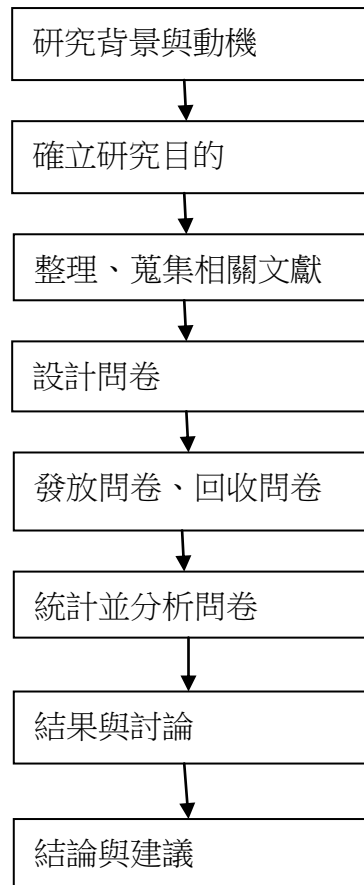 研究背景與動機
確立研究目的
整理、蒐集相關文獻
設計問卷
發放問卷、回收問卷
統計並分析問卷
結果與討論
結論與建議